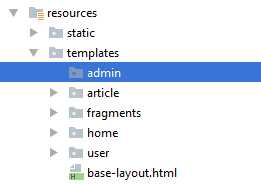 resources
static
templates
admin
article
fragments
home
user
base-layout.html